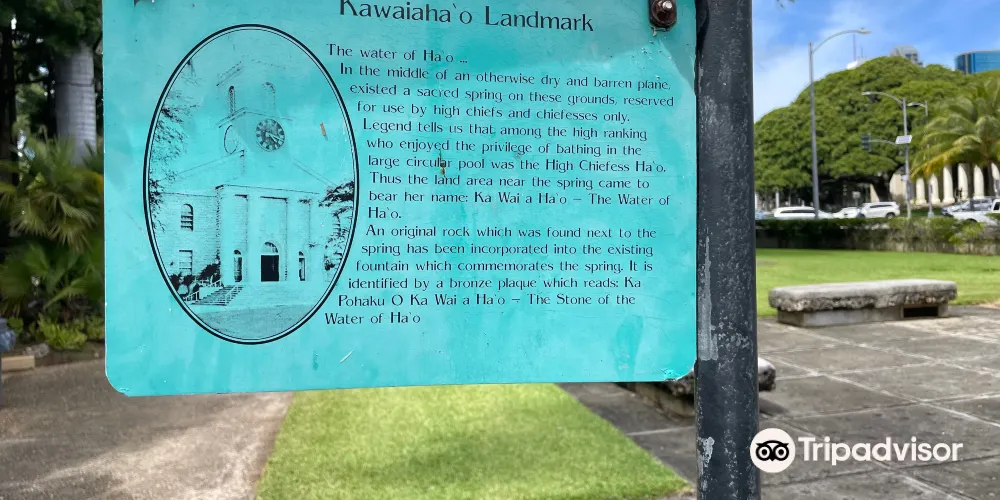 Kawaiaha`o Landmark
The water of Ha`o ...
In the middle of an otherwise dry and barren plane,
existed a sacred spring on these grounds, reserved
for use by high chiefs and chiefesses only.
Legend tells us that among the high ranking
who enjoyed the privilege of bathing in the
large circular pool was the High Chiefess Ha`o.
Thus the land area near the spring came to
bear her name: Ka Wai a Ha`o – The Water of
Ha`o.
An original rock which was found next to the
spring has been incorporated into the existing
fountain which commemorates the spring. It is
identified by a bronze plaque which reads: Ka
Pohaku O Ka Wai a Ha`o – The Stone of the
Water of Ha`o
Tripadvisor